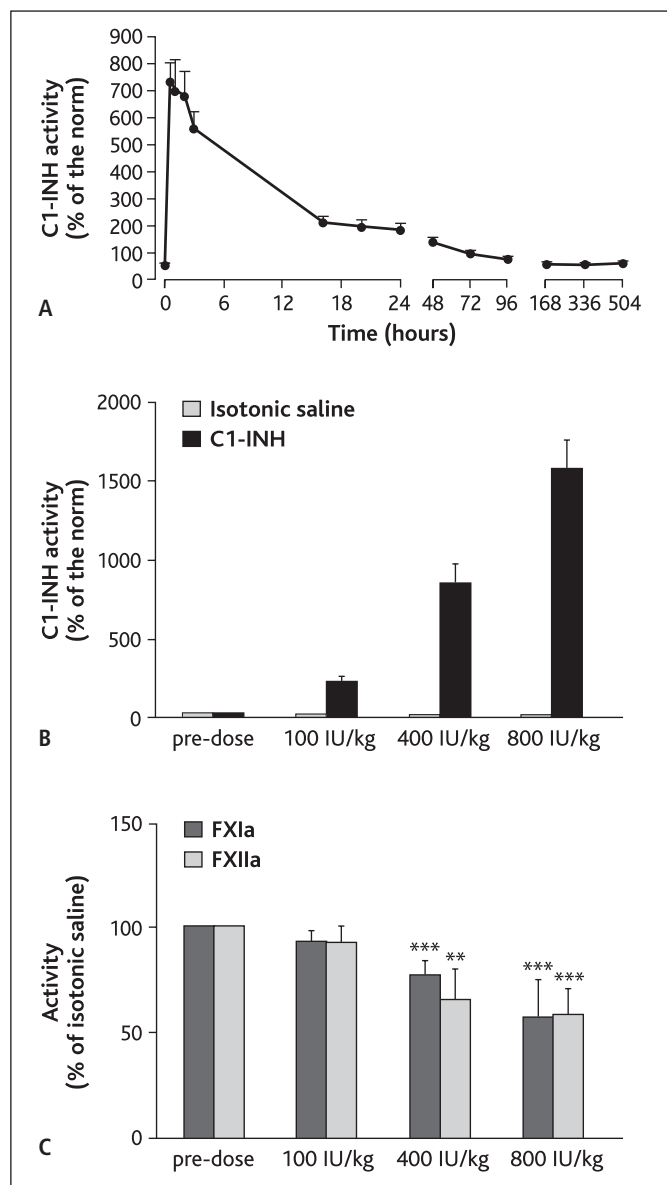 900
800
700
600
500
400
300
200
100
0
C1-INH activity
(% of the norm)
0 6 12 18 24 48 72 96 168 336 504
Time (hours)
A
2000
1500
1000
500
0
C1-INH activity
(% of the norm)
Isotonic saline
C1-INH
pre-dose 100 IU/kg 400 IU/kg 800 IU/kg
B
150
100
50
0
Activity
(% of isotonic saline)
FXIa
FXIIa
*** ** *** ***
pre-dose 100 IU/kg 400 IU/kg 800 IU/kg
C